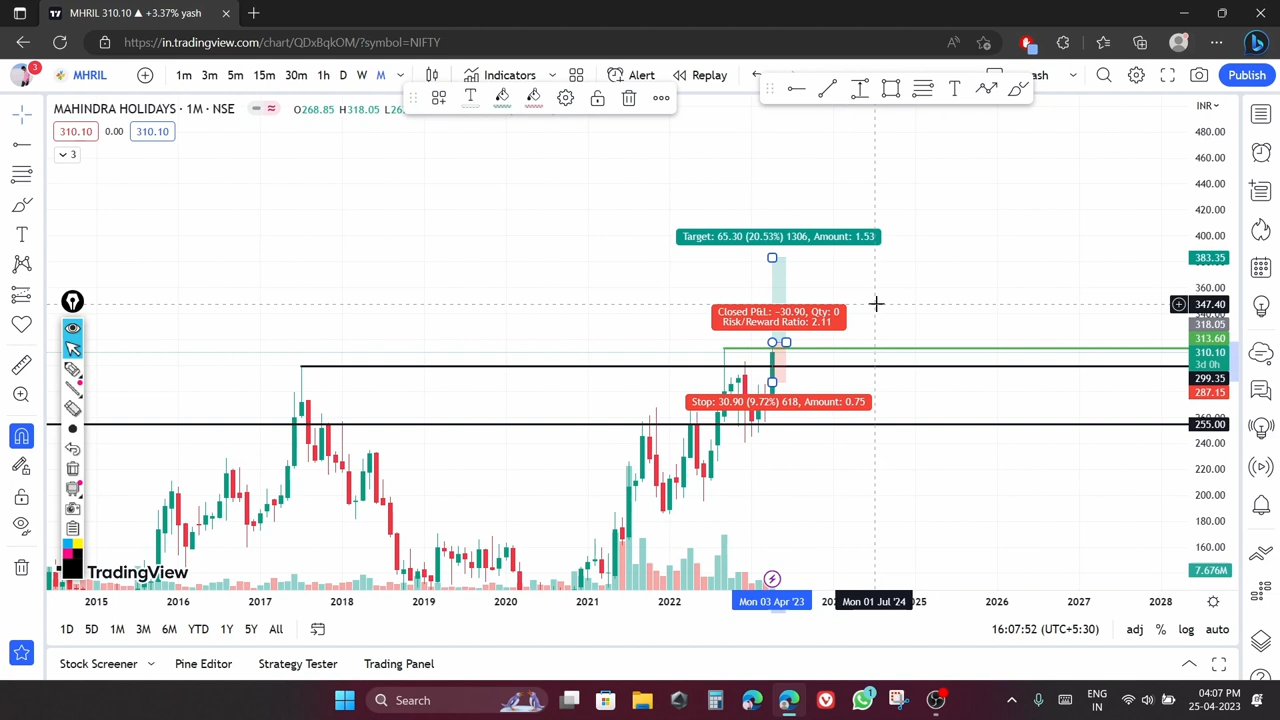 MHRIL 310.10 ▲ +3.37% yash
https://in.tradingview.com/chart/QDxBqkOM/?symbol=NIFTY
3
MHRIL
1m 3m 5m 15m 30m 1h D W M
Indicators
Alert
Replay
Publish
MAHINDRA HOLIDAYS · 1M · NSE
O268.85 H318.05
310.10 0.00 310.10
3
INR
480.00
460.00
440.00
420.00
400.00
383.35
360.00
347.40
318.05
313.60
310.10
3d 0h
299.35
287.15
255.00
240.00
220.00
200.00
180.00
160.00
7.676M
Target: 65.30 (20.53%) 1306, Amount: 1.53
Closed P&L: −30.90, Qty: 0
Risk/Reward Ratio: 2.11
Stop: 30.90 (9.72%) 618, Amount: 0.75
TradingView
2015 2016 2017 2018 2019 2020 2021 2022 Mon 03 Apr '23 Mon 01 Jul '24 2026 2027 2028
1D 5D 1M 3M 6M YTD 1Y 5Y All
16:07:52 (UTC+5:30) adj % log auto
Stock Screener Pine Editor Strategy Tester Trading Panel
Search
1
ENG
IN
04:07 PM
25-04-2023